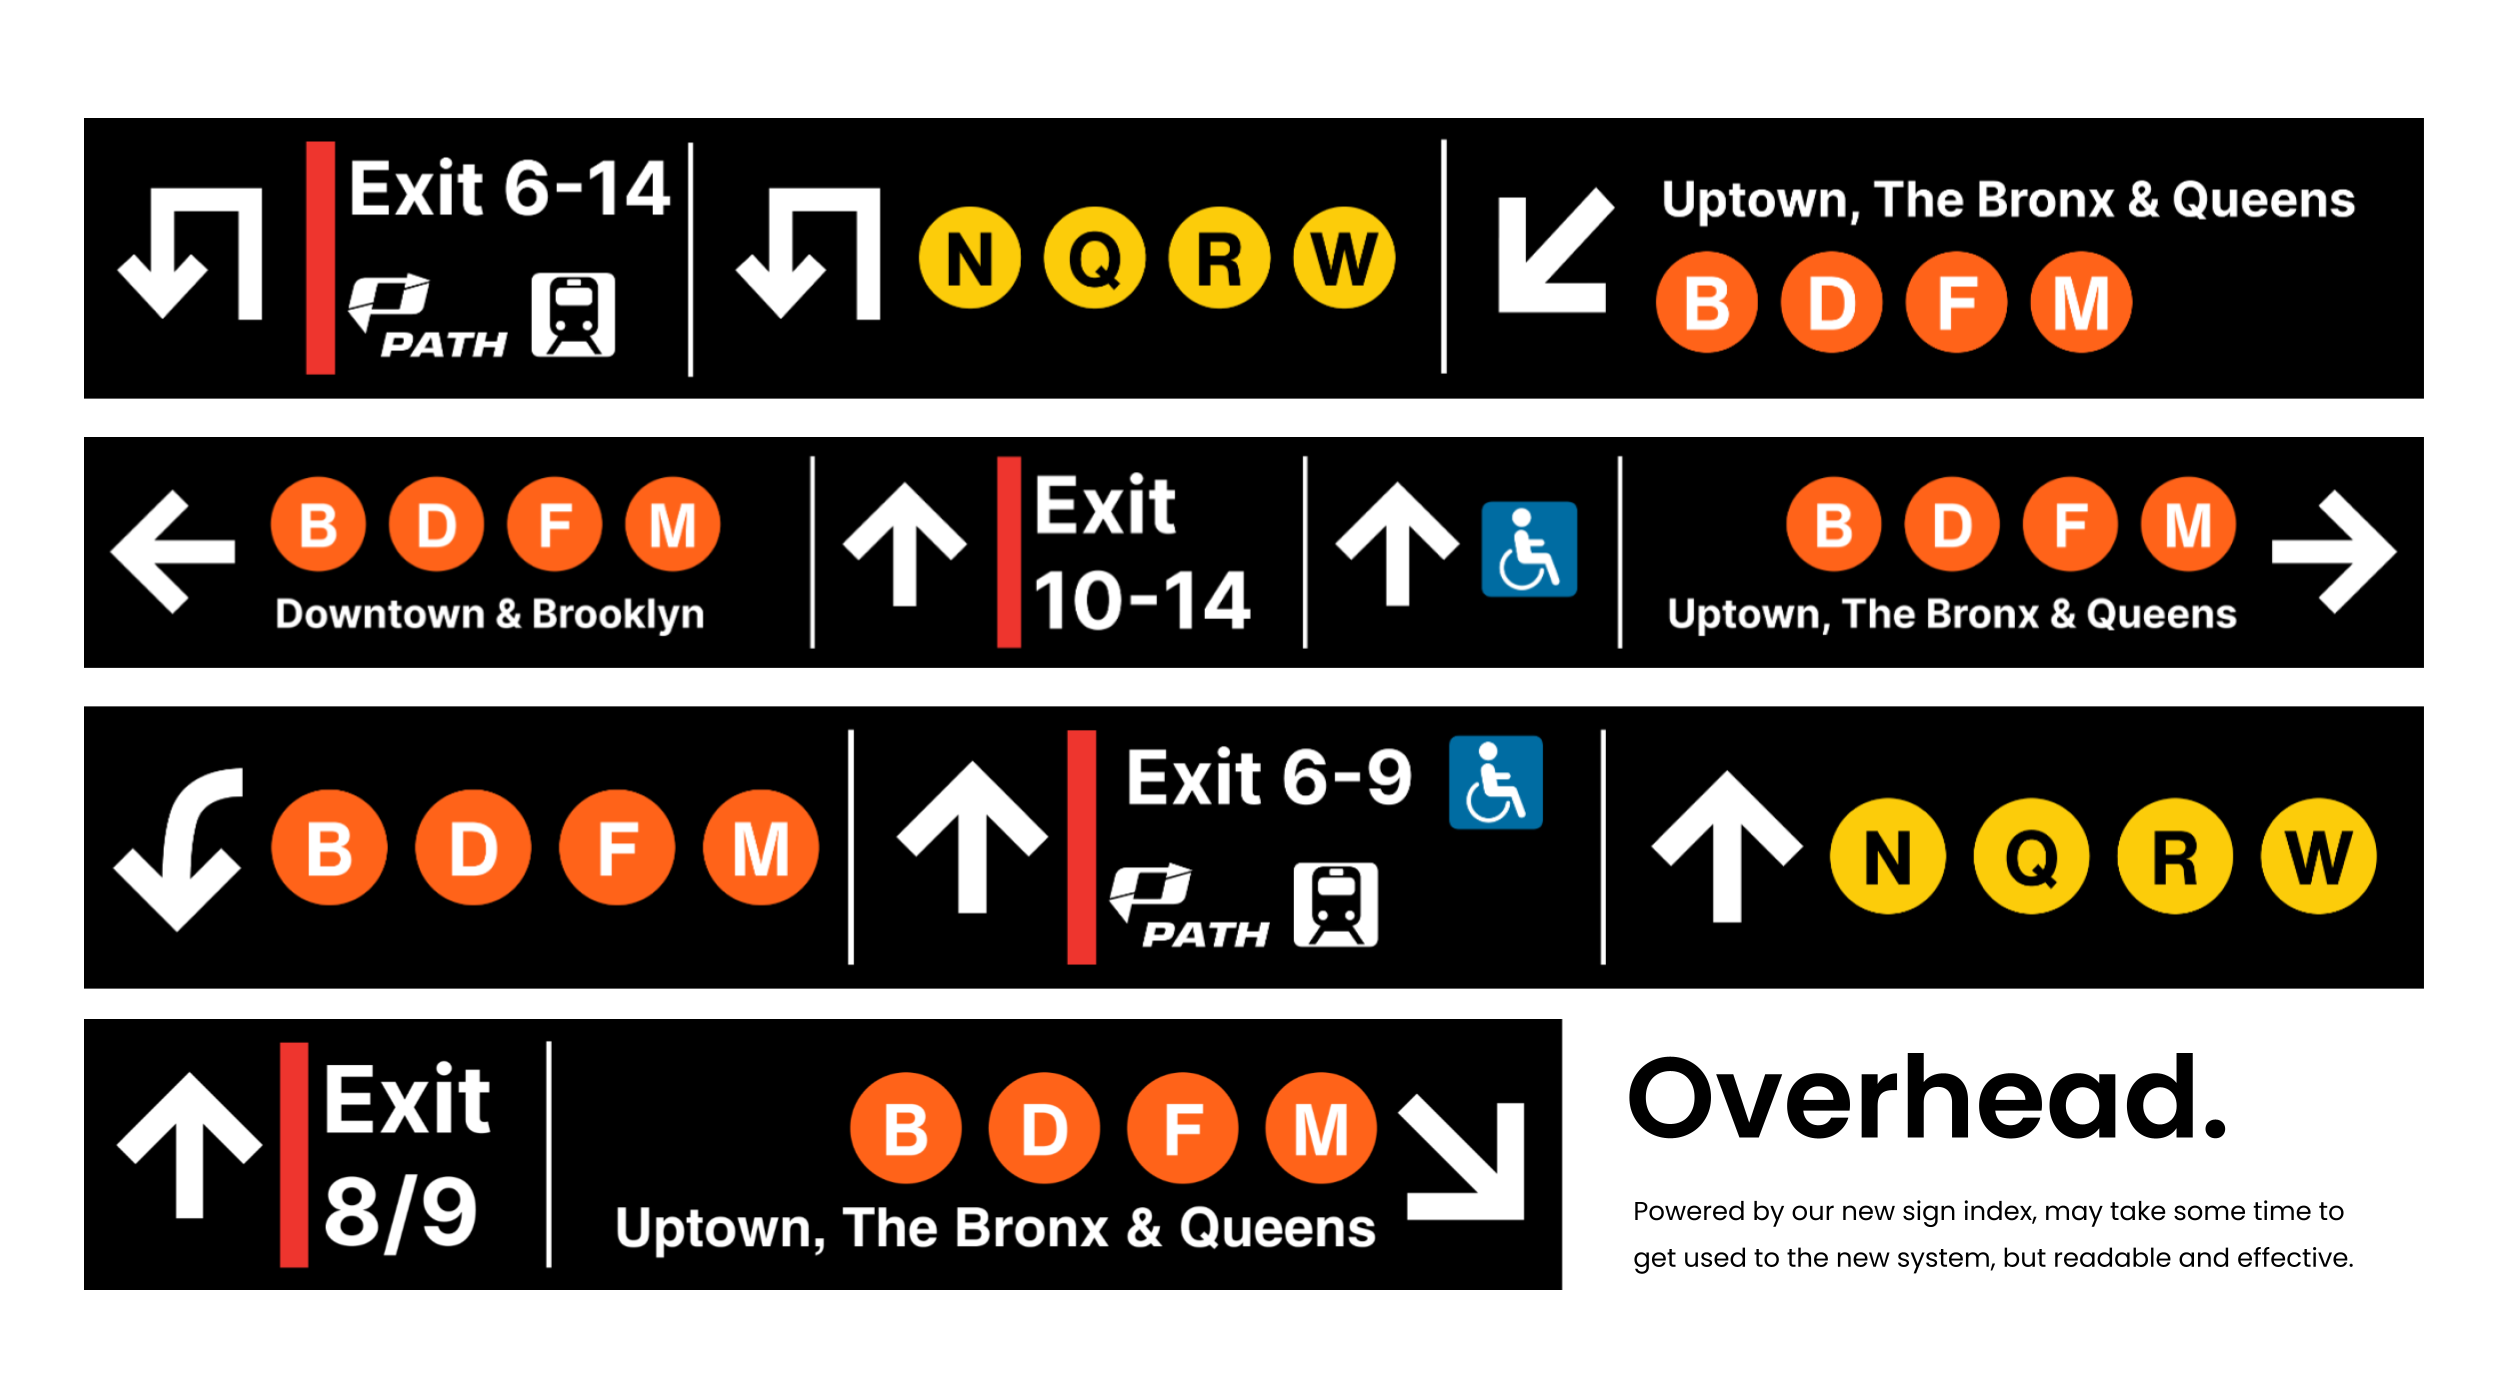 Exit 6-14
PATH
N Q R W
Uptown, The Bronx & Queens
B D F M
B D F M
Downtown & Brooklyn
Exit
10-14
B D F M
Uptown, The Bronx & Queens
B D F M
Exit 6-9
PATH
N Q R W
Exit
8/9
B D F M
Uptown, The Bronx & Queens
Overhead.
Powered by our new sign index, may take some time to
get used to the new system, but readable and effective.